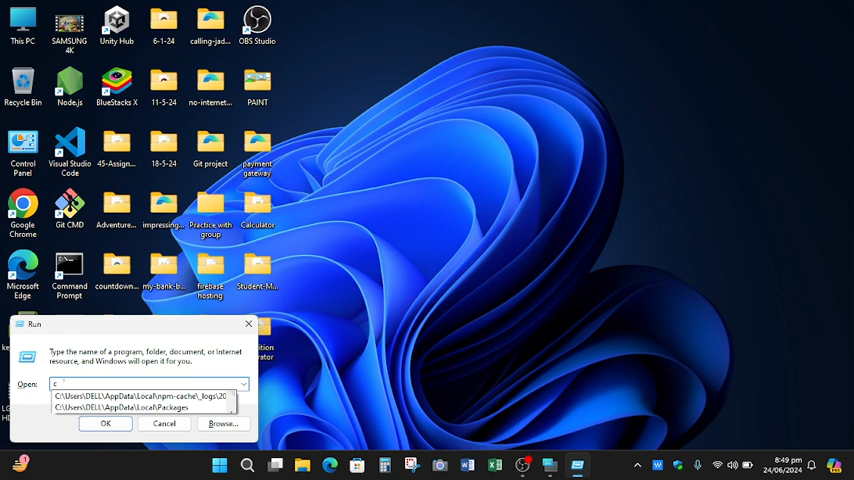 This PC
SAMSUNG 4K
Unity Hub
6-1-24
calling-jad...
OBS Studio
Recycle Bin
Node.js
BlueStacks X
11-5-24
no-internet...
PAINT
Control Panel
Visual Studio Code
45-Assign...
18-5-24
Git project
payment gateway
Google Chrome
Git CMD
Adventure...
impressing...
Practice with group
Calculator
Microsoft Edge
Command Prompt
countdown...
my-bank-b...
firebase hosting
Student-M...
Run
Type the name of a program, folder, document, or Internet
resource, and Windows will open it for you.
Open:
c
C:\Users\DELL\AppData\Local\npm-cache\_logs\20
C:\Users\DELL\AppData\Local\Packages
OK
Cancel
Browse...
1
8:49 pm
24/06/2024